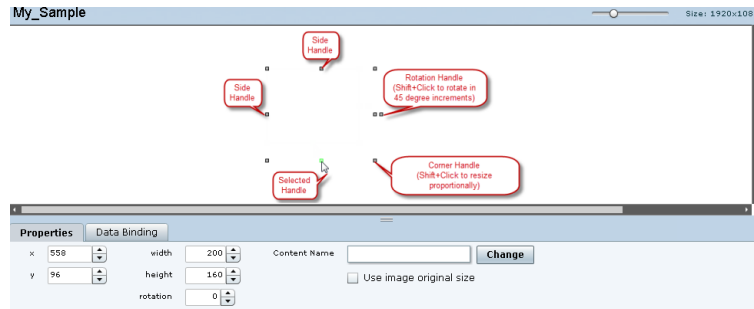 My_Sample
Size: 1920x108
Side
Handle
Side
Handle
Rotation Handle
(Shift+Click to rotate in
45 degree increments)
Selected
Handle
Corner Handle
(Shift+Click to resize
proportionally)
Properties
Data Binding
x 558 width 200 Content Name Change
y 96 height 160 Use image original size
rotation 0